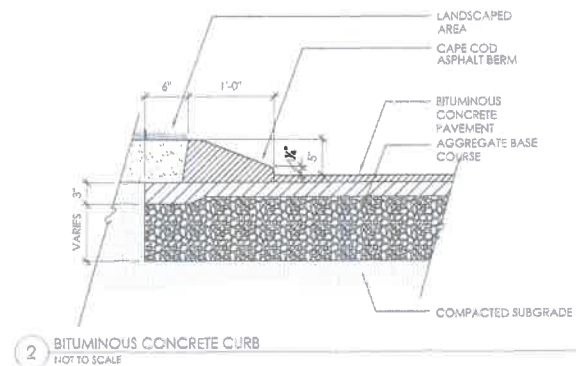 LANDSCAPED
AREA
CAPE COD
ASPHALT BERM
6"
1'-0"
BITUMINOUS
CONCRETE
PAVEMENT
AGGREGATE BASE
COURSE
5"
3"
VARIES
COMPACTED SUBGRADE
2
BITUMINOUS CONCRETE CURB
NOT TO SCALE